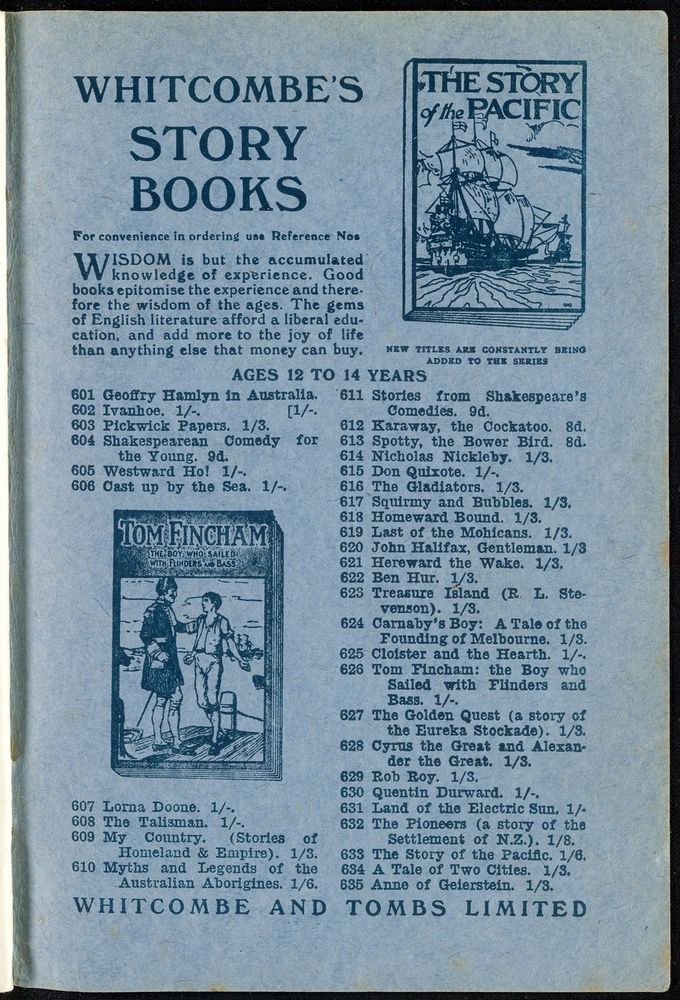 WHITCOMBE'S
STORY
BOOKS
For convenience in ordering use Reference Nos
WISDOM is but the accumulated
knowledge of experience. Good
books epitomise the experience and there-
fore the wisdom of the ages. The gems
of English literature afford a liberal edu-
cation, and add more to the joy of life
than anything else that money can buy.
THE STORY
of the PACIFIC
NEW TITLES ARE CONSTANTLY BEING
ADDED TO THE SERIES
AGES 12 TO 14 YEARS
601 Geoffry Hamlyn in Australia.
602 Ivanhoe. 1/-. [1/-.
603 Pickwick Papers. 1/3.
604 Shakespearean Comedy for
the Young. 9d.
605 Westward Ho! 1/-.
606 Cast up by the Sea. 1/-.
TOM FINCHAM
THE BOY WHO SAILED
WITH FLINDERS AND BASS
607 Lorna Doone. 1/-.
608 The Talisman. 1/-.
609 My Country. (Stories of
Homeland & Empire). 1/3.
610 Myths and Legends of the
Australian Aborigines. 1/6.
611 Stories from Shakespeare's
Comedies. 9d.
612 Karaway, the Cockatoo. 8d.
613 Spotty, the Bower Bird. 8d.
614 Nicholas Nickleby. 1/3.
615 Don Quixote. 1/-.
616 The Gladiators. 1/3.
617 Squirmy and Bubbles. 1/3.
618 Homeward Bound. 1/3.
619 Last of the Mohicans. 1/3.
620 John Halifax, Gentleman. 1/3
621 Hereward the Wake. 1/3.
622 Ben Hur. 1/3.
623 Treasure Island (R. L. Ste-
venson). 1/3.
624 Carnaby's Boy: A Tale of the
Founding of Melbourne. 1/3.
625 Cloister and the Hearth. 1/-.
626 Tom Fincham: the Boy who
Sailed with Flinders and
Bass. 1/-.
627 The Golden Quest (a story of
the Eureka Stockade). 1/3.
628 Cyrus the Great and Alexan-
der the Great. 1/3.
629 Rob Roy. 1/3.
630 Quentin Durward. 1/-.
631 Land of the Electric Sun. 1/-
632 The Pioneers (a story of the
Settlement of N.Z.). 1/8.
633 The Story of the Pacific. 1/6.
634 A Tale of Two Cities. 1/3.
635 Anne of Geierstein. 1/3.
WHITCOMBE AND TOMBS LIMITED